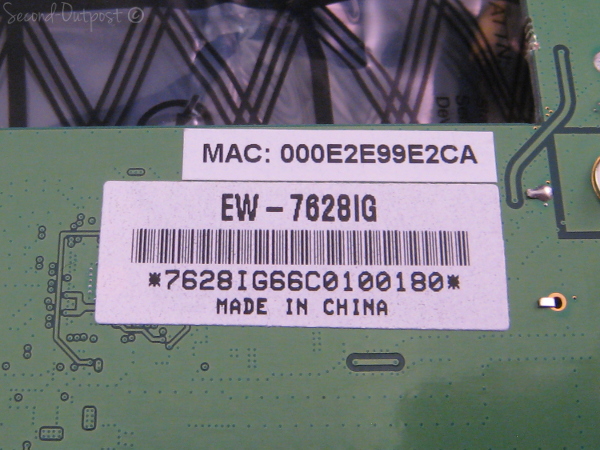 Second-Outpost ©
MAC: 000E2E99E2CA
EW-7628IG
*7628IG66C0100180*
MADE IN CHINA